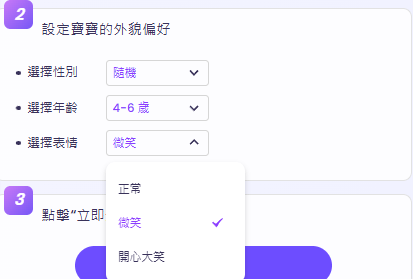 2
設定寶寶的外貌偏好
選擇性別 隨機
選擇年齡 4-6 歲
選擇表情 微笑
正常
微笑
開心大笑
3
點擊“立即